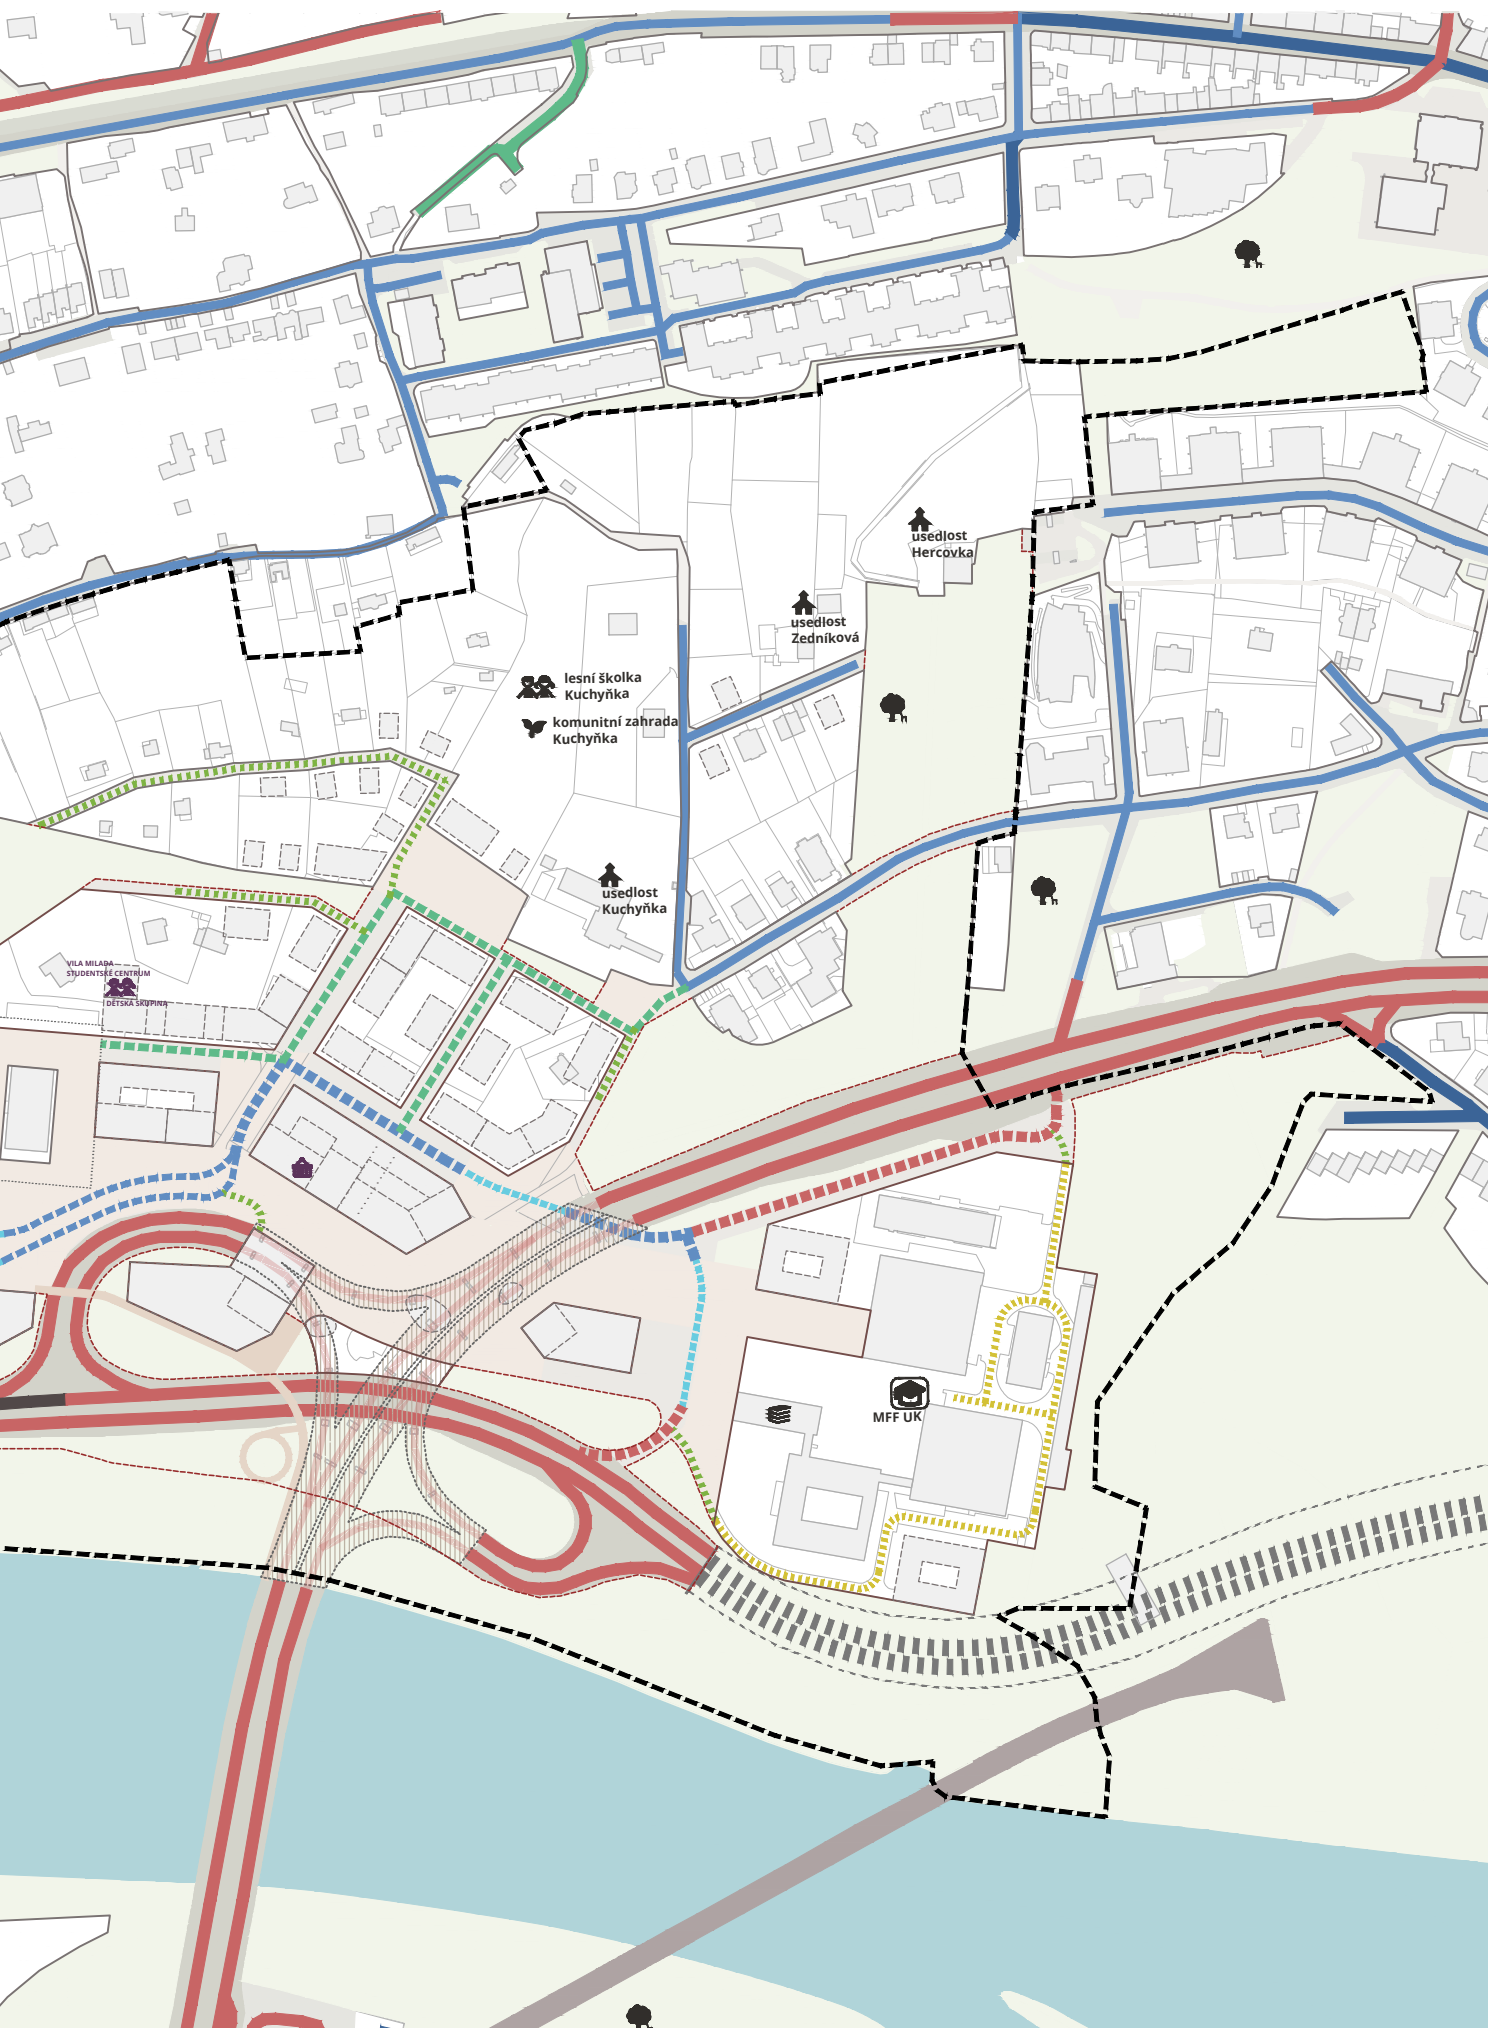 usedlost
Hercovka
usedlost
Zedníková
lesní školka
Kuchyňka
komunitní zahrada
Kuchyňka
usedlost
Kuchyňka
VILA MILADA
STUDENTSKÉ CENTRUM
DĚTSKÁ SKUPINA
MFF UK